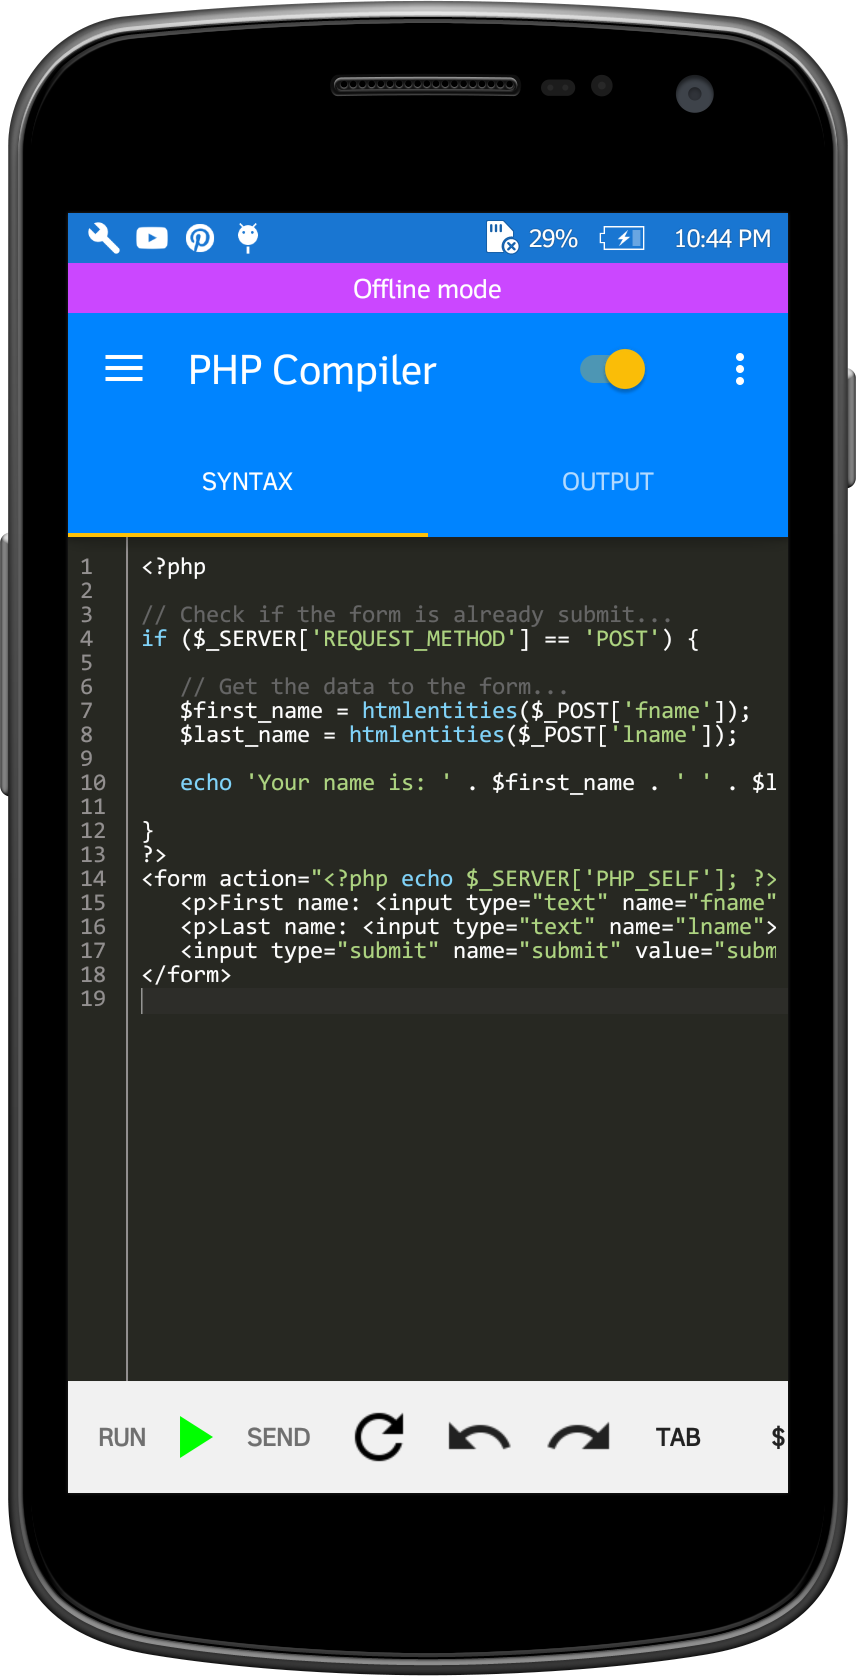 29% 10:44 PM
Offline mode
PHP Compiler
SYNTAX OUTPUT
1 <?php
2
3 // Check if the form is already submit...
4 if ($_SERVER['REQUEST_METHOD'] == 'POST') {
5
6 // Get the data to the form...
7 $first_name = htmlentities($_POST['fname']);
8 $last_name = htmlentities($_POST['lname']);
9
10 echo 'Your name is: ' . $first_name . ' ' . $l
11
12 }
13 ?>
14 <form action="<?php echo $_SERVER['PHP_SELF']; ?>
15 <p>First name: <input type="text" name="fname"
16 <p>Last name: <input type="text" name="lname">
17 <input type="submit" name="submit" value="subm
18 </form>
19
RUN SEND TAB $